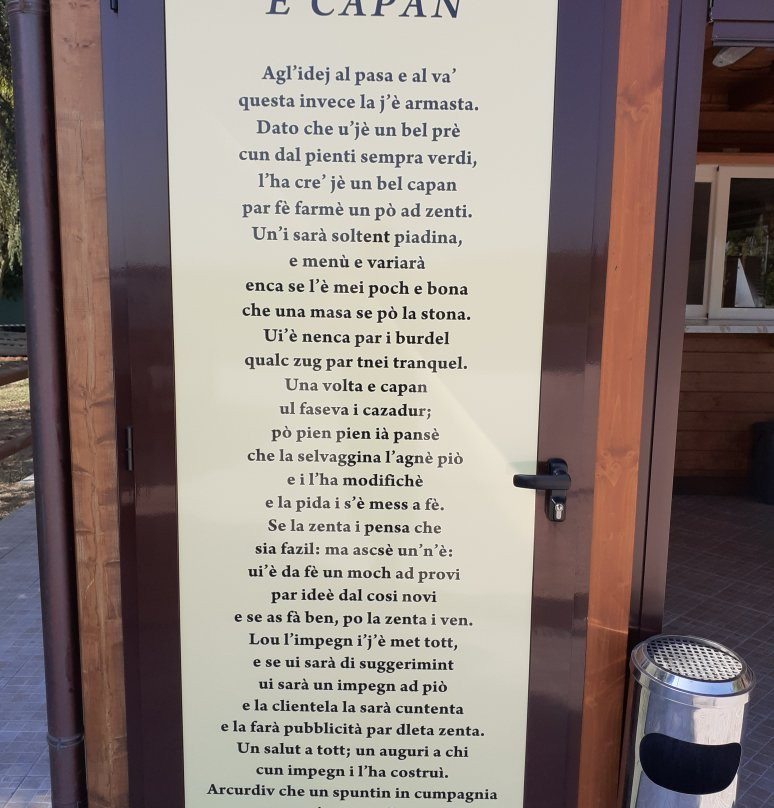 E CAPAN
Agl'idej al pasa e al va'
questa invece la j'è armasta.
Dato che u'jè un bel prè
cun dal pienti sempra verdi,
l'ha cre' jè un bel capan
par fè farmè un pò ad zenti.
Un'i sarà soltent piadina,
e menù e variarà
enca se l'è mei poch e bona
che una masa se pò la stona.
Ui'è nenca par i burdel
qualc zug par tnei tranquel.
Una volta e capan
ul faseva i cazadur;
pò pien pien ià pansè
che la selvaggina l'agnè piò
e i l'ha modifichè
e la pida i s'è mess a fè.
Se la zenta i pensa che
sia fazil: ma ascsè un'n'è:
ui'è da fè un moch ad provi
par ideè dal cosi novi
e se as fà ben, po la zenta i ven.
Lou l'impegn i'j'è met tott,
e se ui sarà di suggerimint
ui sarà un impegn ad piò
e la clientela la sarà cuntenta
e la farà pubblicità par dleta zenta.
Un salut a tott; un auguri a chi
cun impegn i l'ha costruì.
Arcurdiv che un spuntin in cumpagnia